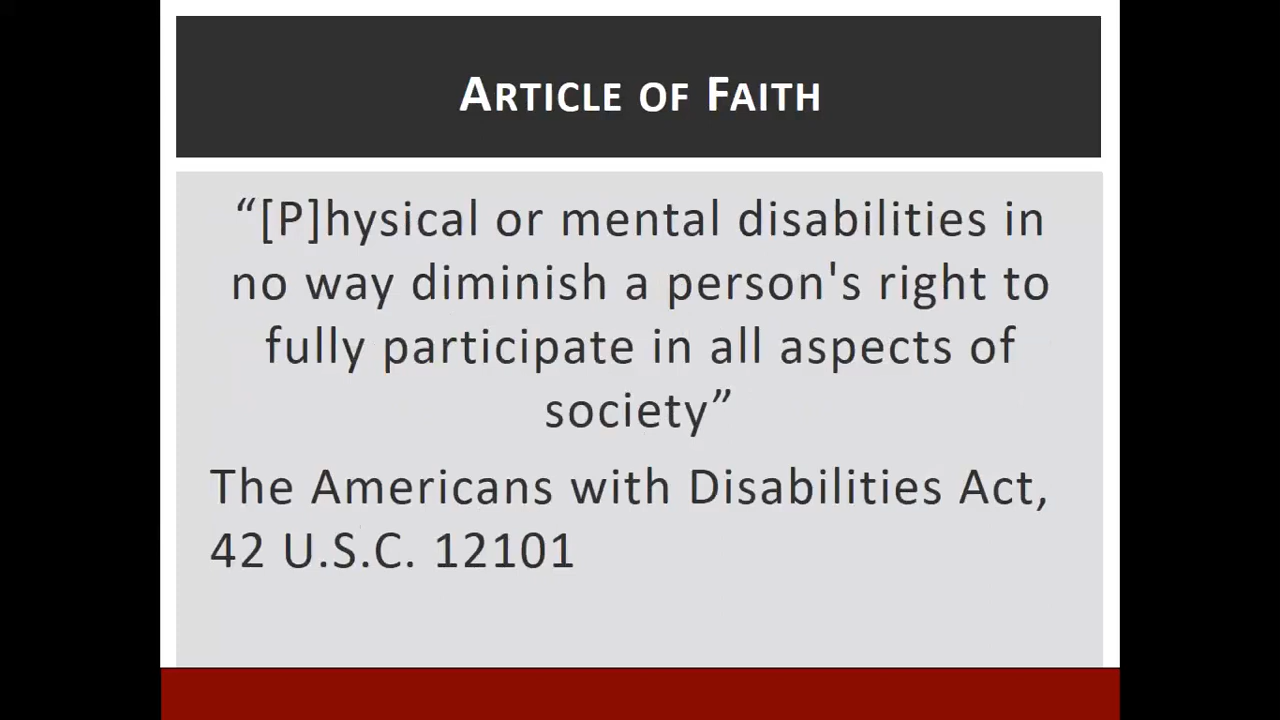 ARTICLE OF FAITH
“[P]hysical or mental disabilities in
no way diminish a person's right to
fully participate in all aspects of
society”
The Americans with Disabilities Act,
42 U.S.C. 12101